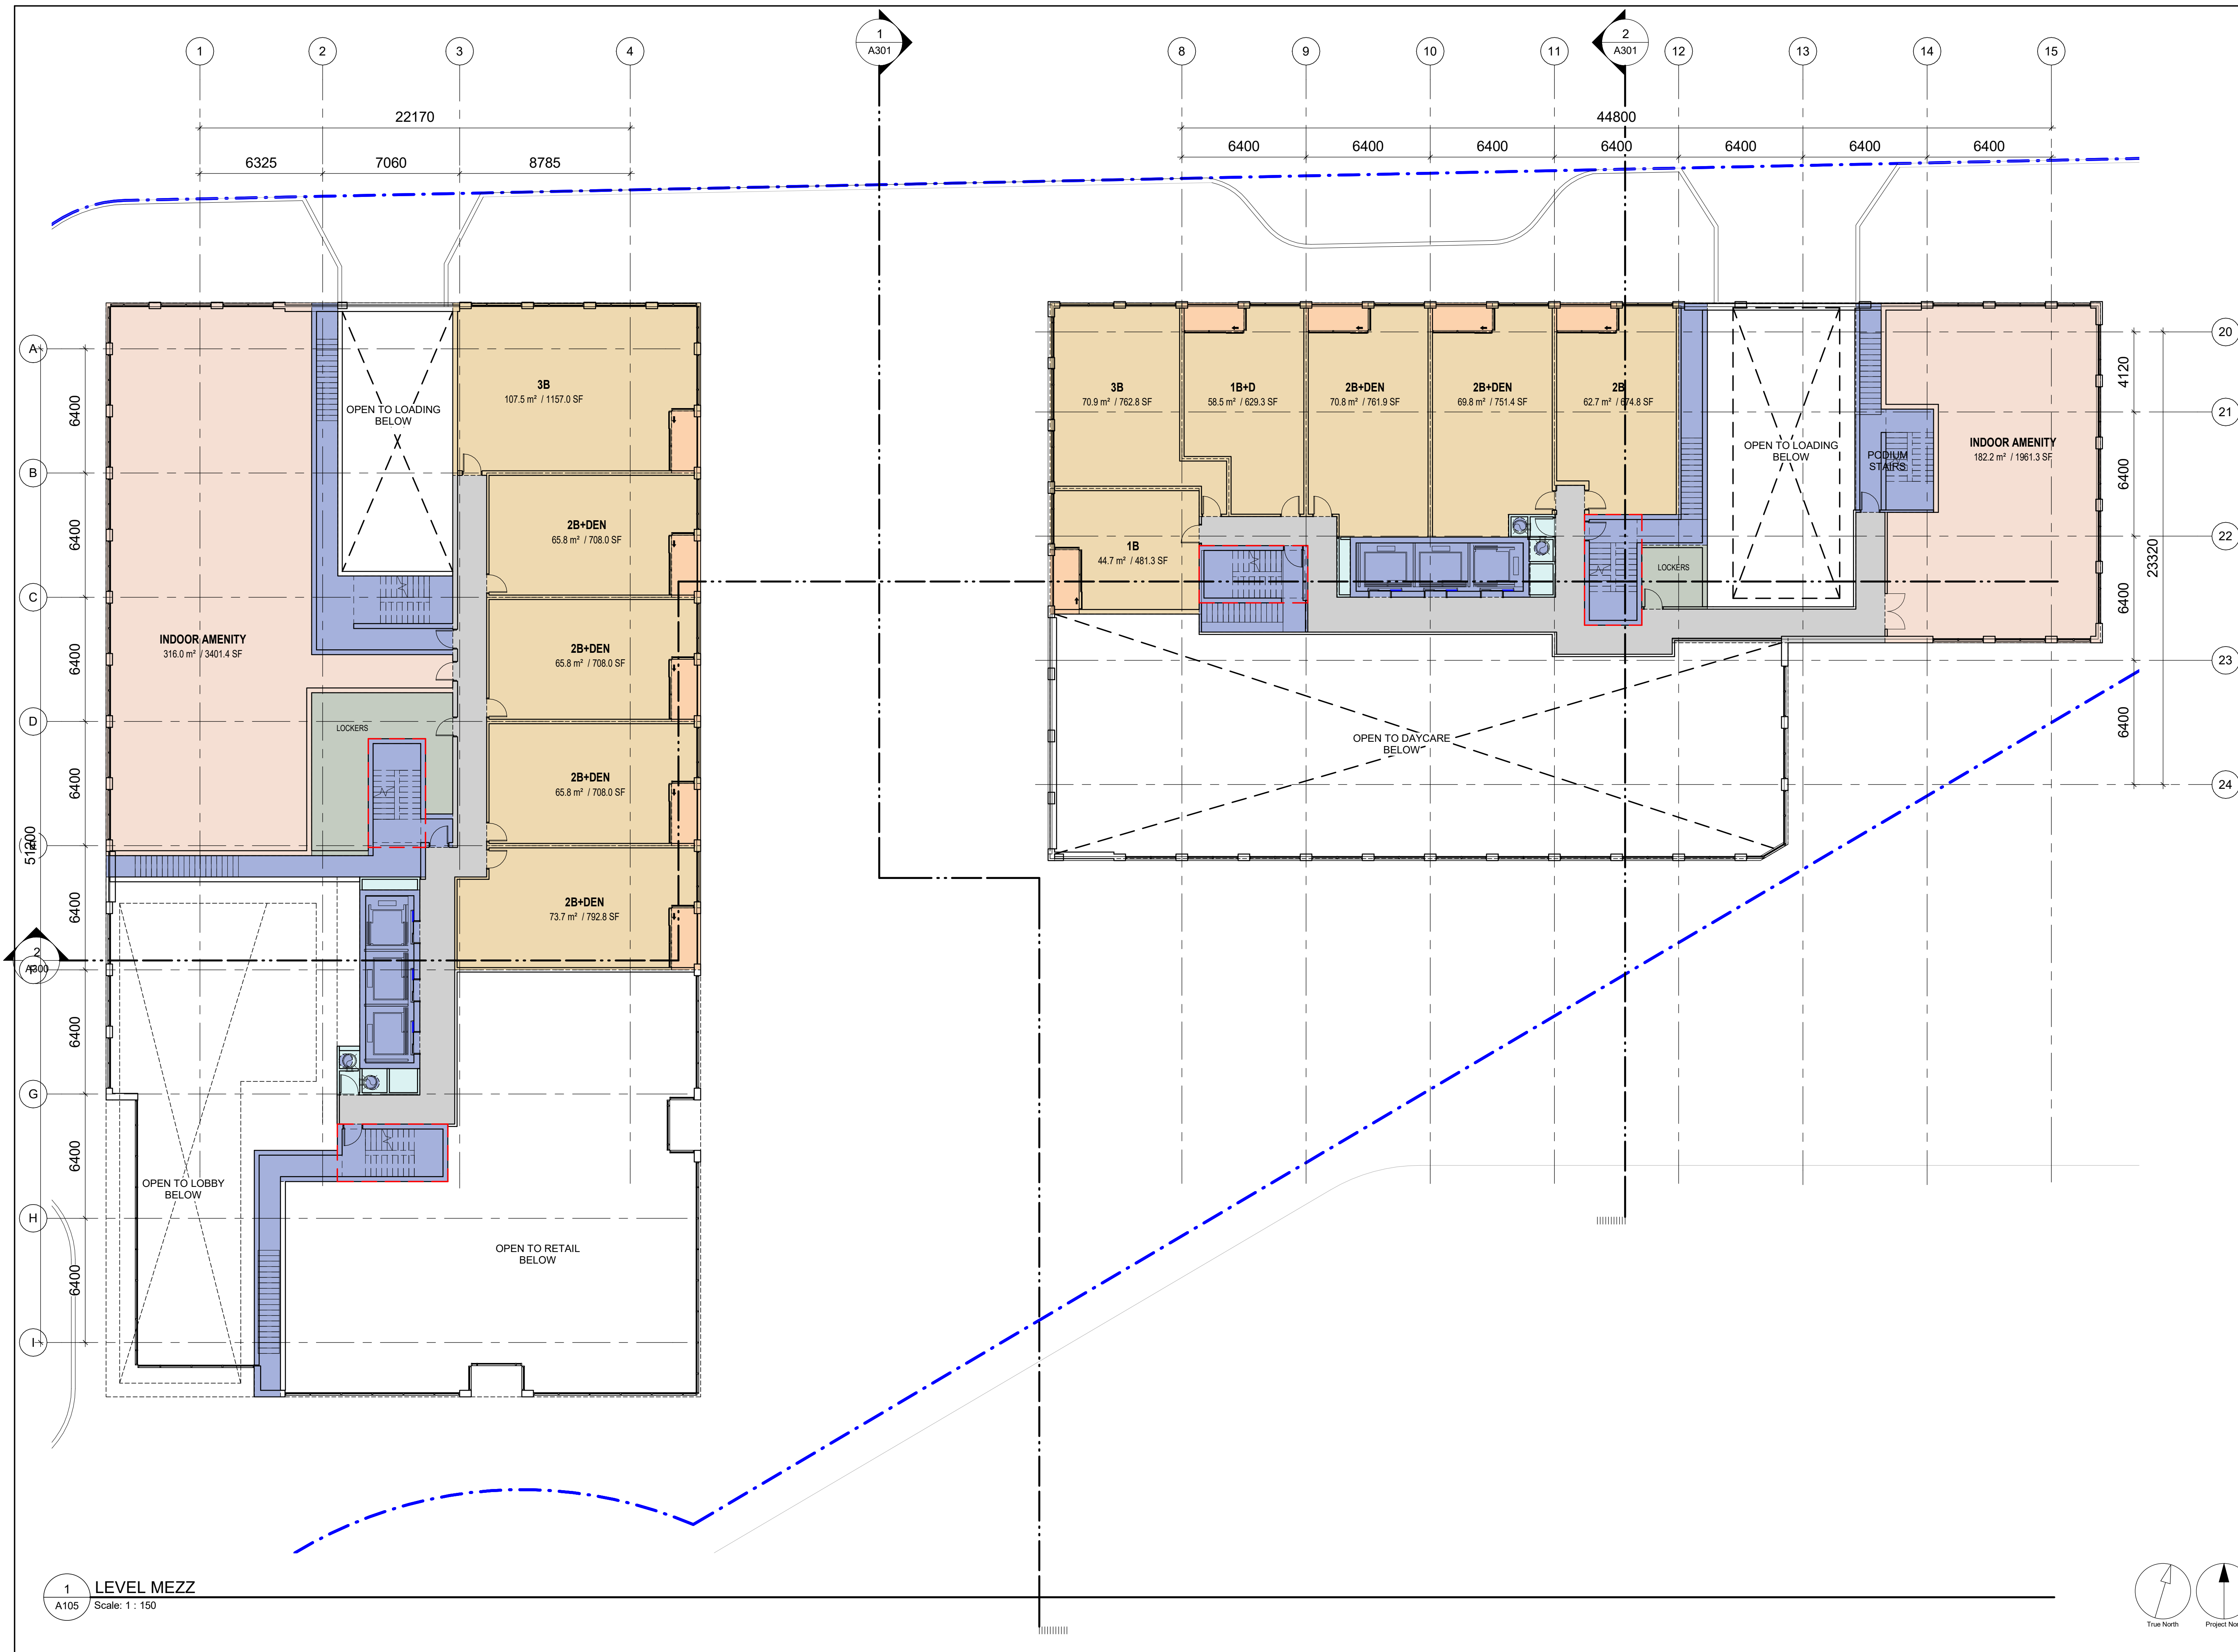 1
A301
2
A301
1
2
3
4
8
9
10
11
12
13
14
15
22170
44800
6325
7060
8785
6400
6400
6400
6400
6400
6400
6400
A
B
C
D
F
G
H
I
6400
6400
6400
6400
6400
6400
6400
6400
51200
2
A300
20
21
22
23
24
4120
6400
6400
6400
23320
OPEN TO LOADING
BELOW
3B
107.5 m² / 1157.0 SF
2B+DEN
65.8 m² / 708.0 SF
INDOOR AMENITY
316.0 m² / 3401.4 SF
2B+DEN
65.8 m² / 708.0 SF
LOCKERS
2B+DEN
65.8 m² / 708.0 SF
2B+DEN
73.7 m² / 792.8 SF
OPEN TO LOBBY
BELOW
OPEN TO RETAIL
BELOW
3B
70.9 m² / 762.8 SF
1B+D
58.5 m² / 629.3 SF
2B+DEN
70.8 m² / 761.9 SF
2B+DEN
69.8 m² / 751.4 SF
2B
62.7 m² / 674.8 SF
OPEN TO LOADING
BELOW
PODIUM
STAIRS
INDOOR AMENITY
182.2 m² / 1961.3 SF
1B
44.7 m² / 481.3 SF
LOCKERS
OPEN TO DAYCARE
BELOW
1
A105
LEVEL MEZZ
Scale: 1 : 150
True North
Project Nor